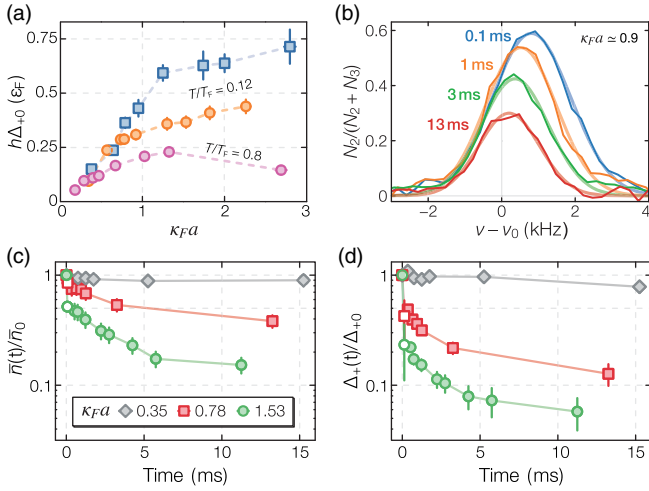 (a)
hΔ₊₀ (εF)
0.75
0.50
0.25
0
T/TF = 0.12
T/TF = 0.8
0
1
2
3
κFa
(b)
N₂/(N₂ + N₃)
0.6
0.4
0.2
0
0.1 ms
1 ms
3 ms
13 ms
κFa ≃ 0.9
−2
0
2
4
ν − ν₀ (kHz)
(c)
n̄(t)/n̄₀
1
0.1
κFa
0.35
0.78
1.53
0
5
10
15
Time (ms)
(d)
Δ₊(t)/Δ₊₀
1
0.1
0
5
10
15
Time (ms)